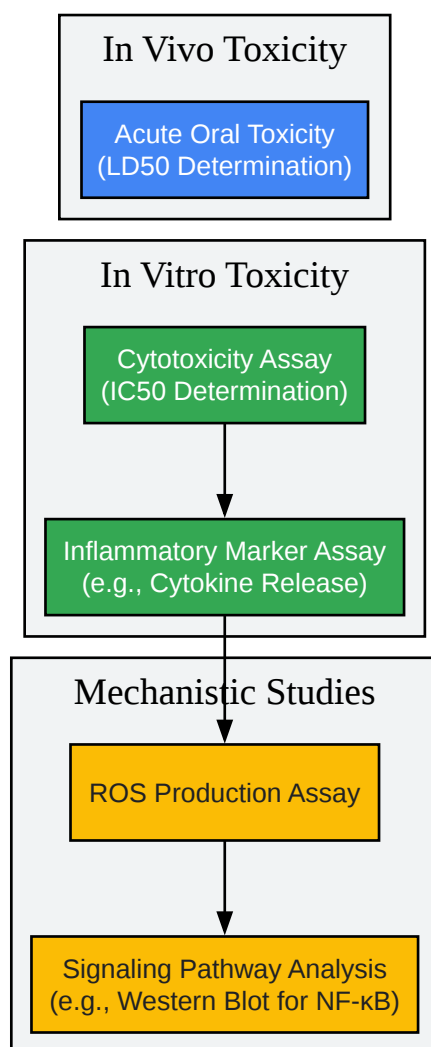 In Vivo Toxicity
Acute Oral Toxicity
(LD50 Determination)
In Vitro Toxicity
Cytotoxicity Assay
(IC50 Determination)
Inflammatory Marker Assay
(e.g., Cytokine Release)
Mechanistic Studies
ROS Production Assay
Signaling Pathway Analysis
(e.g., Western Blot for NF-κB)